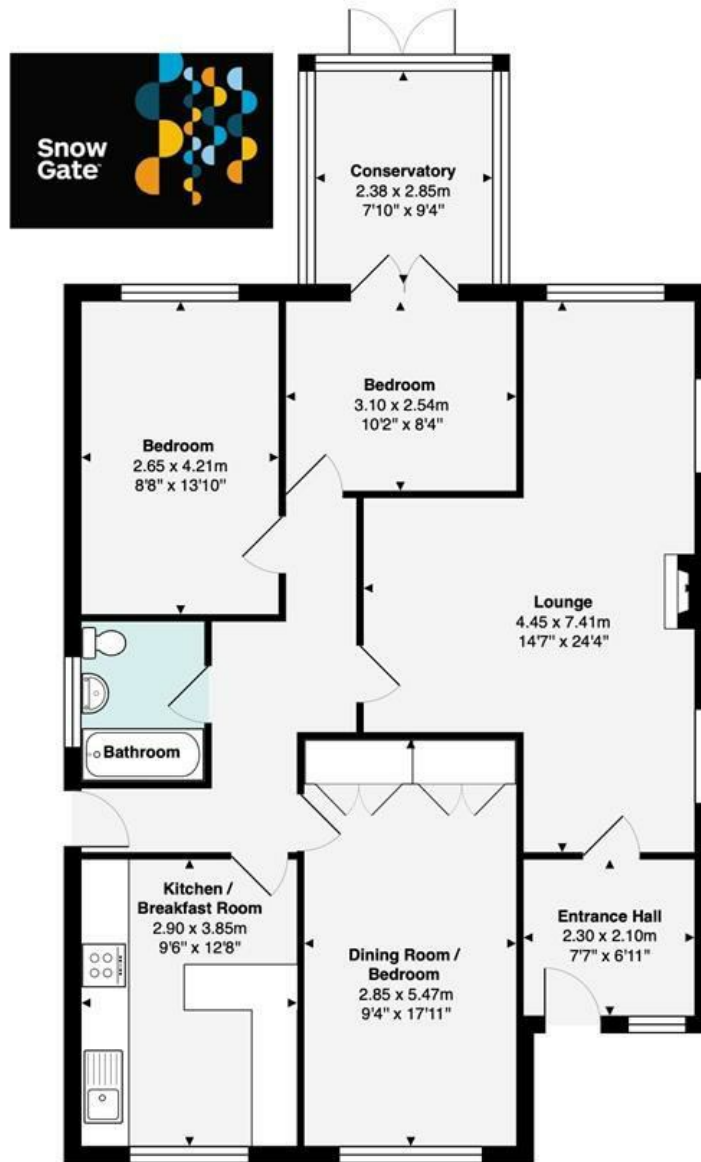 Snow
Gate™
Conservatory
2.38 x 2.85m
7'10" x 9'4"
Bedroom
3.10 x 2.54m
10'2" x 8'4"
Bedroom
2.65 x 4.21m
8'8" x 13'10"
Lounge
4.45 x 7.41m
14'7" x 24'4"
Bathroom
Kitchen /
Breakfast Room
2.90 x 3.85m
9'6" x 12'8"
Dining Room /
Bedroom
2.85 x 5.47m
9'4" x 17'11"
Entrance Hall
2.30 x 2.10m
7'7" x 6'11"